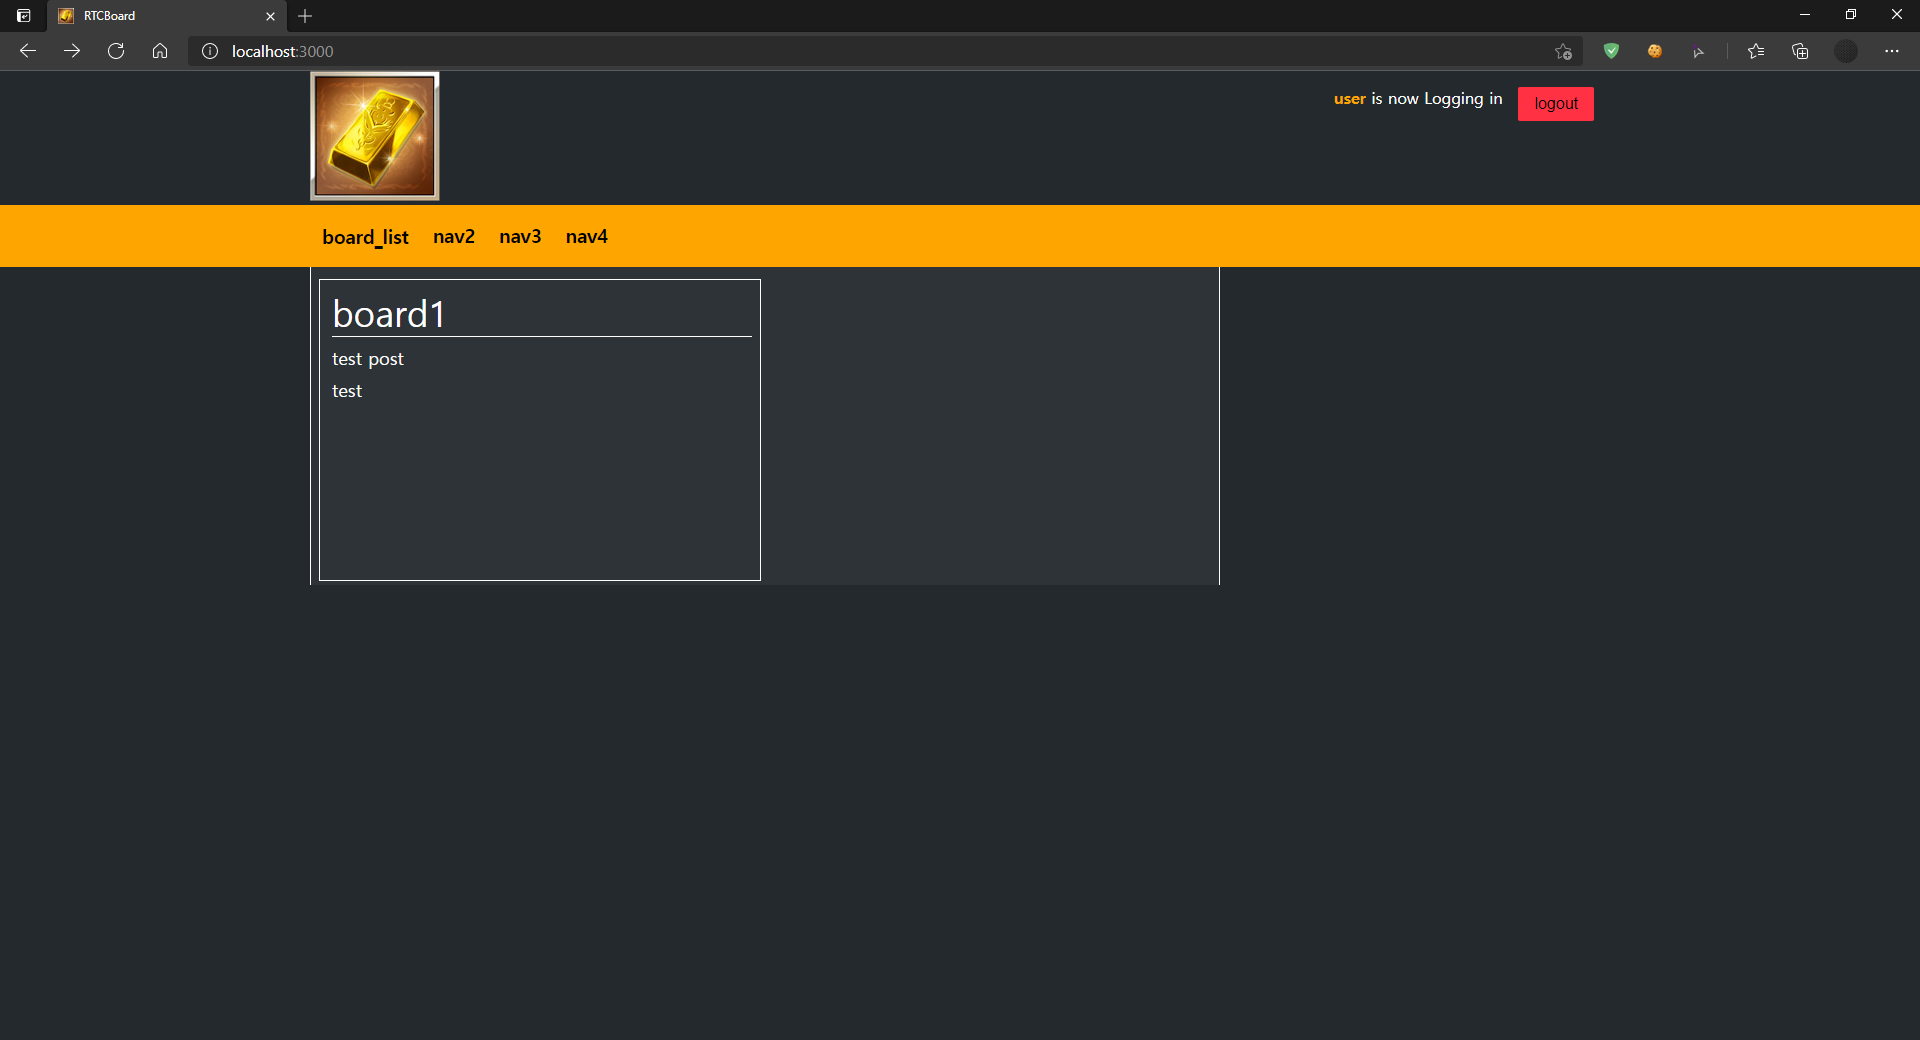 RTCBoard
localhost:3000
user is now Logging in logout
board_list nav2 nav3 nav4
board1
test post
test